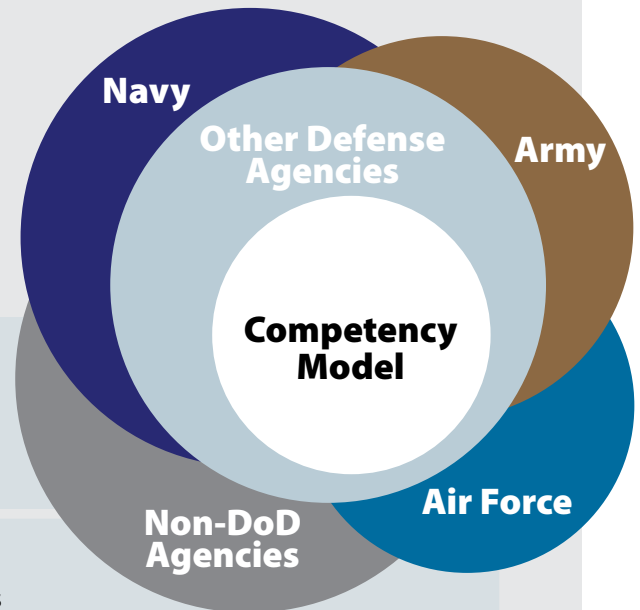 Navy
Other Defense
Agencies
Army
Competency
Model
Air Force
Non-DoD
Agencies
s